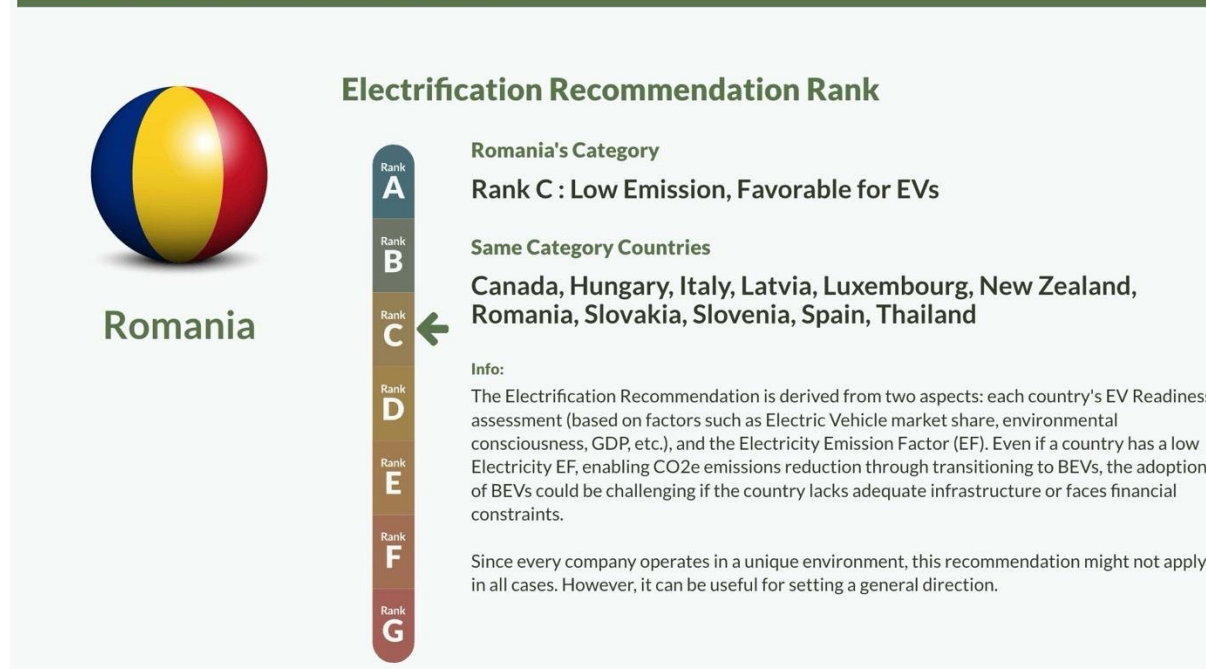 Electrification Recommendation Rank
Romania
Rank
A
Rank
B
Rank
C
Rank
D
Rank
E
Rank
F
Rank
G
Romania's Category
Rank C : Low Emission, Favorable for EVs
Same Category Countries
Canada, Hungary, Italy, Latvia, Luxembourg, New Zealand,
Romania, Slovakia, Slovenia, Spain, Thailand
Info:
The Electrification Recommendation is derived from two aspects: each country's EV Readiness
assessment (based on factors such as Electric Vehicle market share, environmental
consciousness, GDP, etc.), and the Electricity Emission Factor (EF). Even if a country has a low
Electricity EF, enabling CO2e emissions reduction through transitioning to BEVs, the adoption
of BEVs could be challenging if the country lacks adequate infrastructure or faces financial
constraints.
Since every company operates in a unique environment, this recommendation might not apply
in all cases. However, it can be useful for setting a general direction.